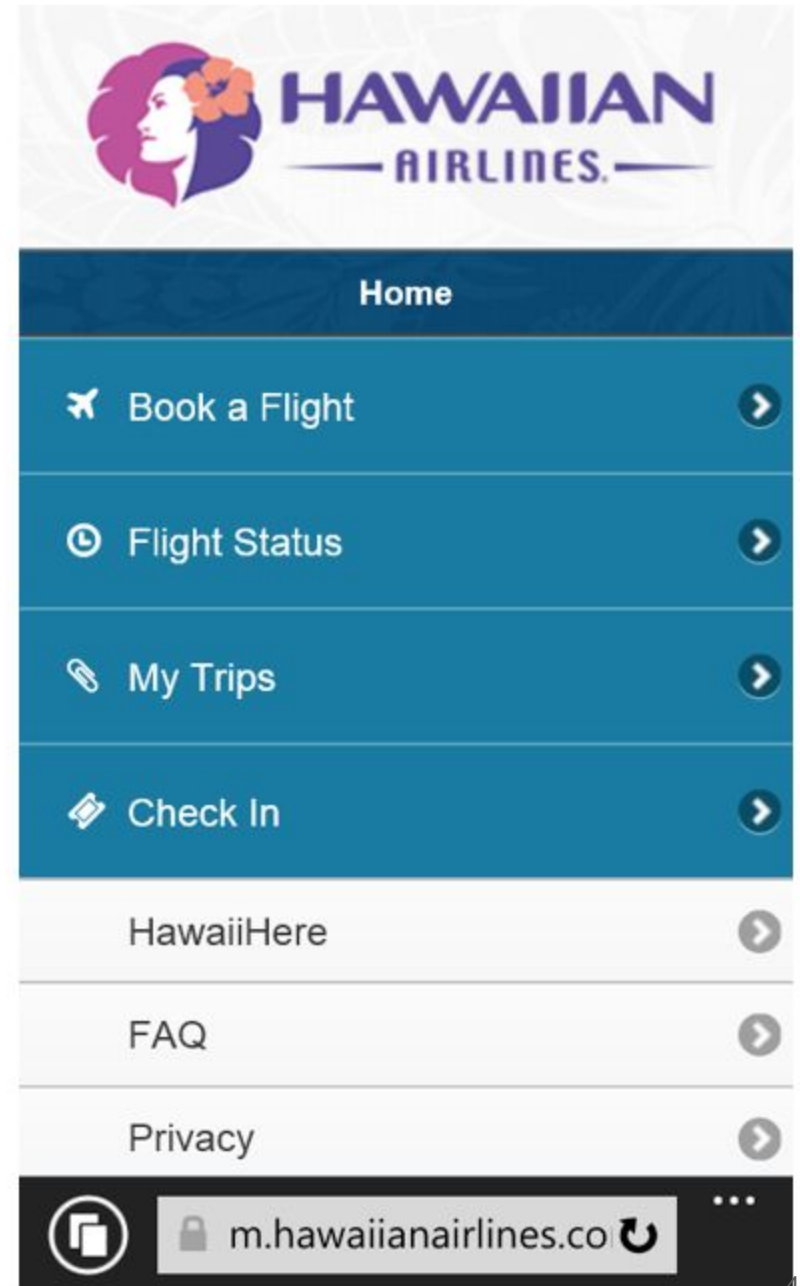 HAWAIIAN
AIRLINES.
Home
Book a Flight
Flight Status
My Trips
Check In
HawaiiHere
FAQ
Privacy
m.hawaiianairlines.co